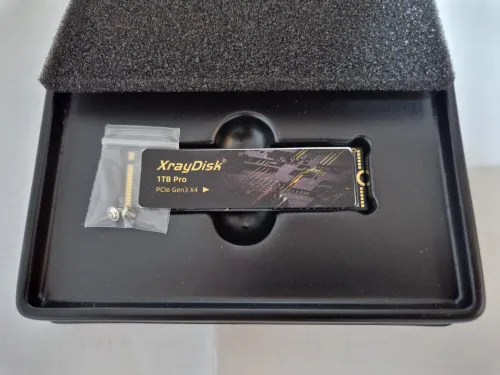 XrayDisk®
1TB Pro
PCIe Gen3 X4